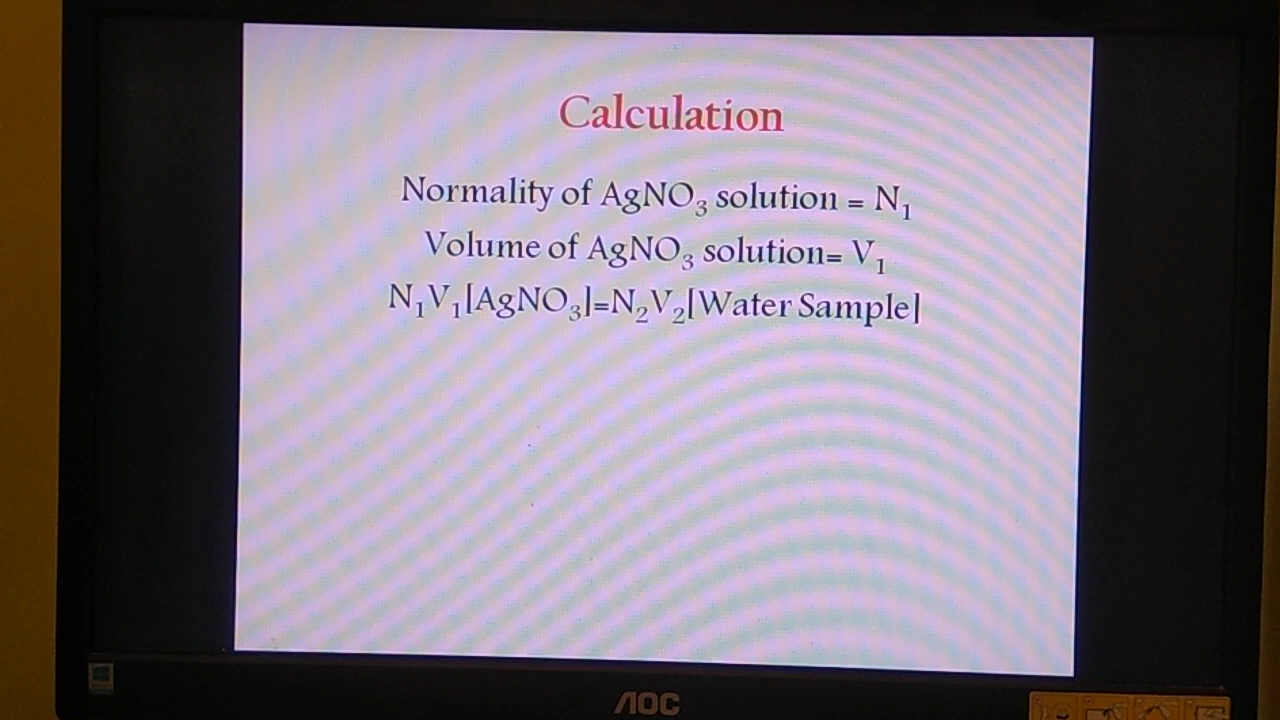 Calculation
Normality of AgNO₃ solution = N₁
Volume of AgNO₃ solution= V₁
N₁V₁[AgNO₃]=N₂V₂[Water Sample]
AOC